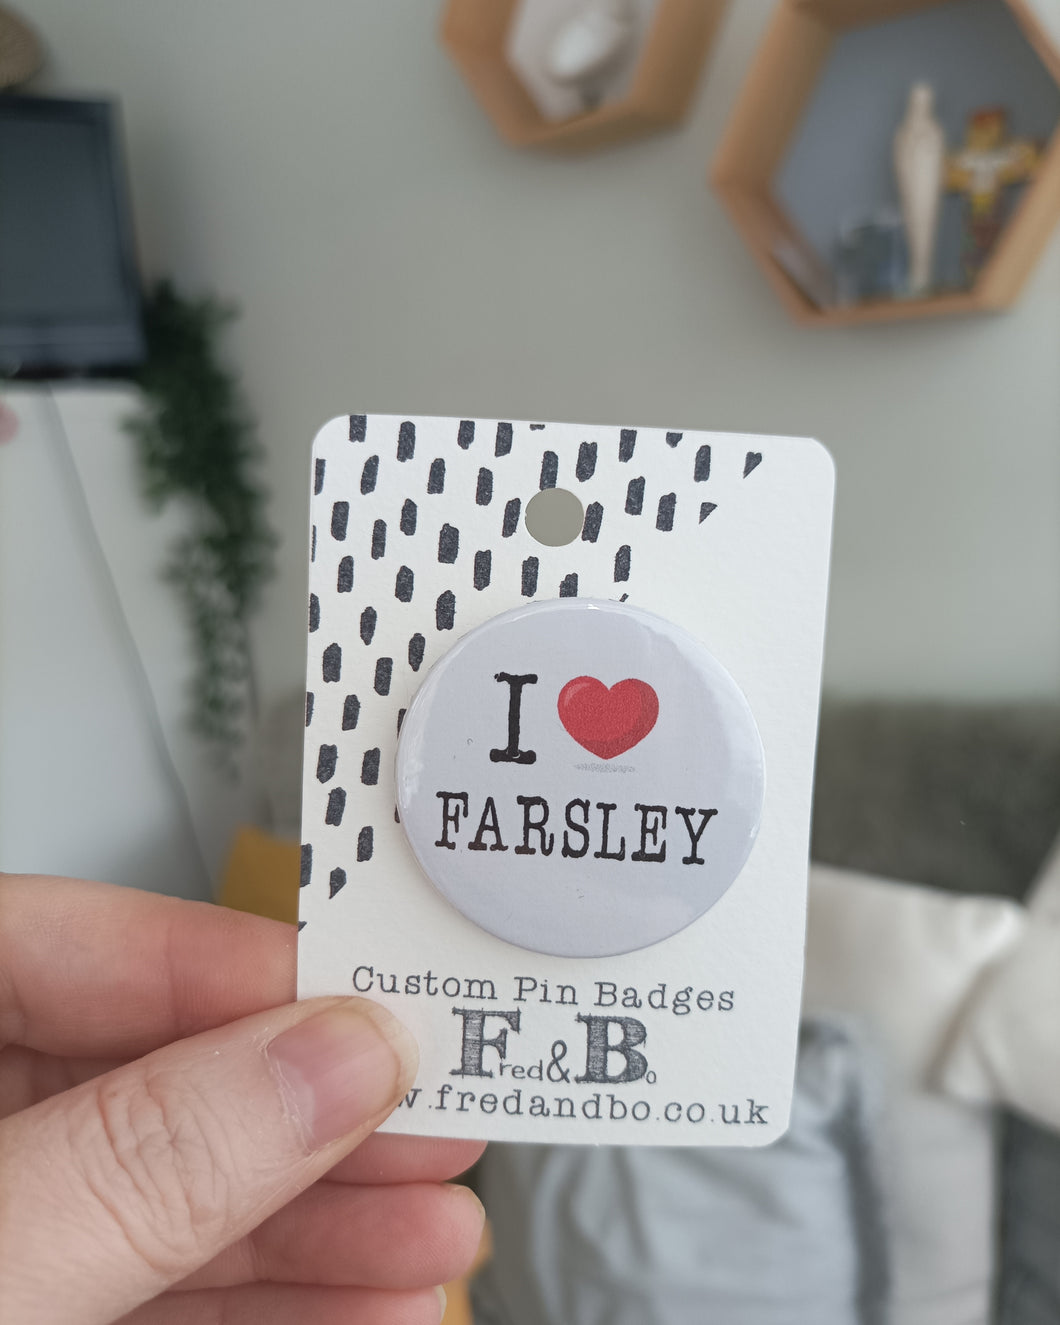 I ❤
FARSLEY
Custom Pin Badges
Fred&Bo
w.fredandbo.co.uk